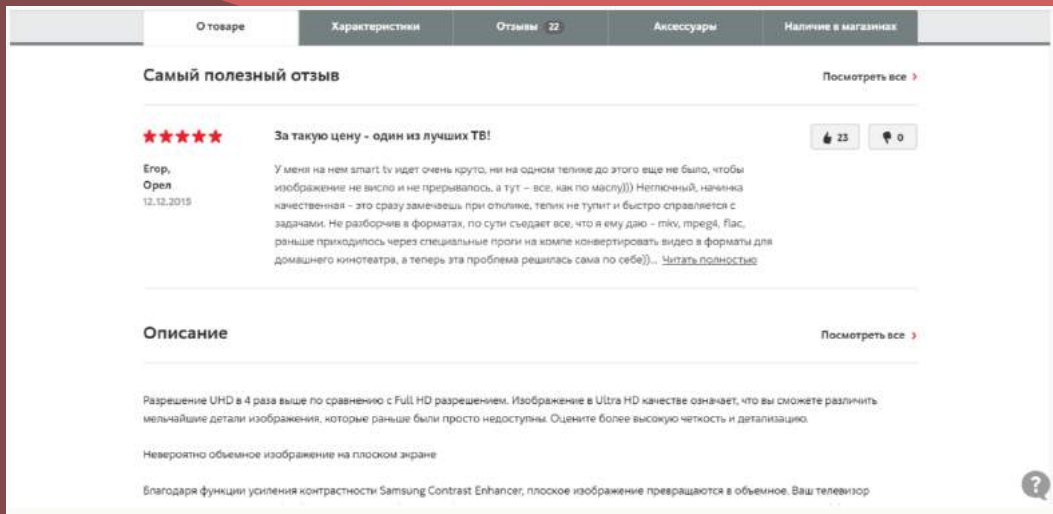 О товаре
Характеристики
Отзывы 22
Аксессуары
Наличие в магазинах
Самый полезный отзыв
Посмотреть все
За такую цену - один из лучших ТВ!
23
0
Егор,
Орел
12.12.2015
У меня на нем smart tv идет очень круто, ни на одном телике до этого еще не было, чтобы
изображение не висло и не прерывалось, а тут – все, как по маслу))) Неглючный, начинка
качественная – это сразу замечаешь при отклике, телик не тупит и быстро справляется с
задачами. Не разборчив в форматах, по сути съедает все, что я ему даю – mkv, mpeg4, flac,
раньше приходилось через специальные проги на компе конвертировать видео в форматы для
домашнего кинотеатра, а теперь эта проблема решилась сама по себе))... Читать полностью
Описание
Посмотреть все
Разрешение UHD в 4 раза выше по сравнению с Full HD разрешением. Изображение в Ultra HD качестве означает, что вы сможете различить
мельчайшие детали изображения, которые раньше были просто недоступны. Оцените более высокую четкость и детализацию.
Невероятно объемное изображение на плоском экране
Благодаря функции усиления контрастности Samsung Contrast Enhancer, плоское изображение превращаются в объемное. Ваш телевизор
?